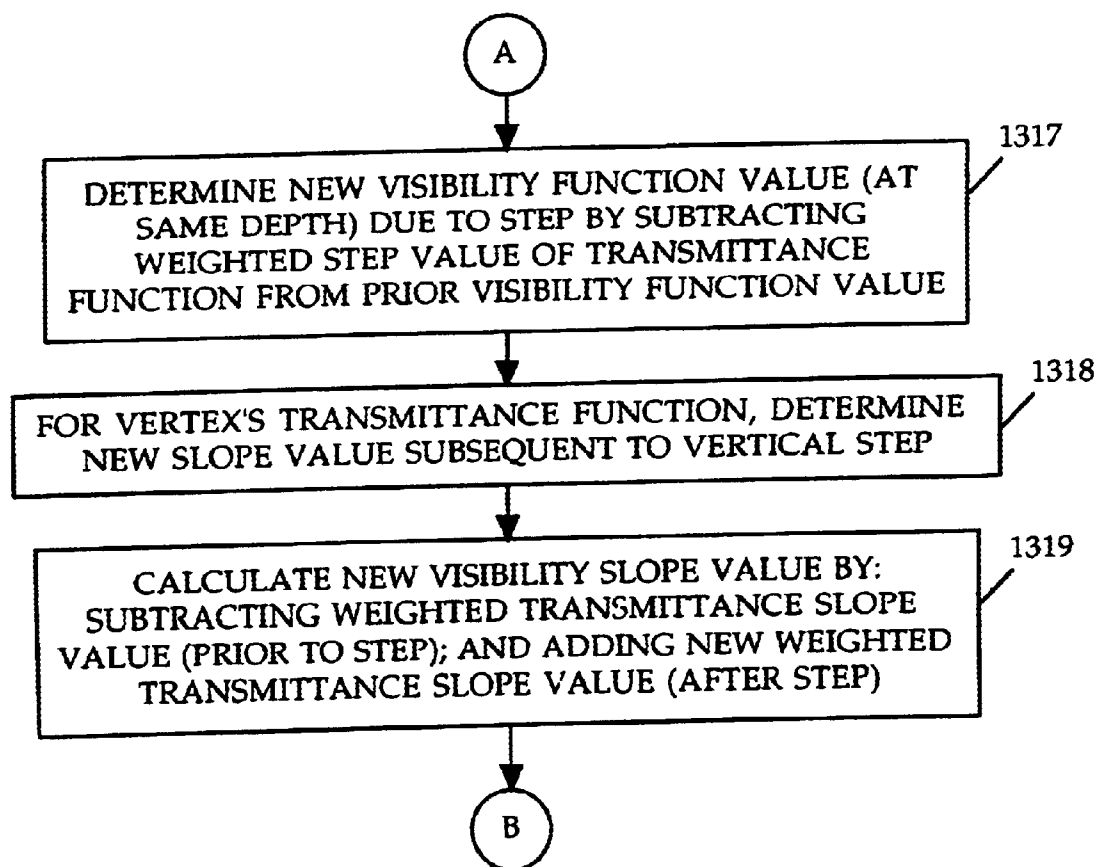 A
1317
DETERMINE NEW VISIBILITY FUNCTION VALUE (AT
SAME DEPTH) DUE TO STEP BY SUBTRACTING
WEIGHTED STEP VALUE OF TRANSMITTANCE
FUNCTION FROM PRIOR VISIBILITY FUNCTION VALUE
1318
FOR VERTEX'S TRANSMITTANCE FUNCTION, DETERMINE
NEW SLOPE VALUE SUBSEQUENT TO VERTICAL STEP
1319
CALCULATE NEW VISIBILITY SLOPE VALUE BY:
SUBTRACTING WEIGHTED TRANSMITTANCE SLOPE
VALUE (PRIOR TO STEP); AND ADDING NEW WEIGHTED
TRANSMITTANCE SLOPE VALUE (AFTER STEP)
B